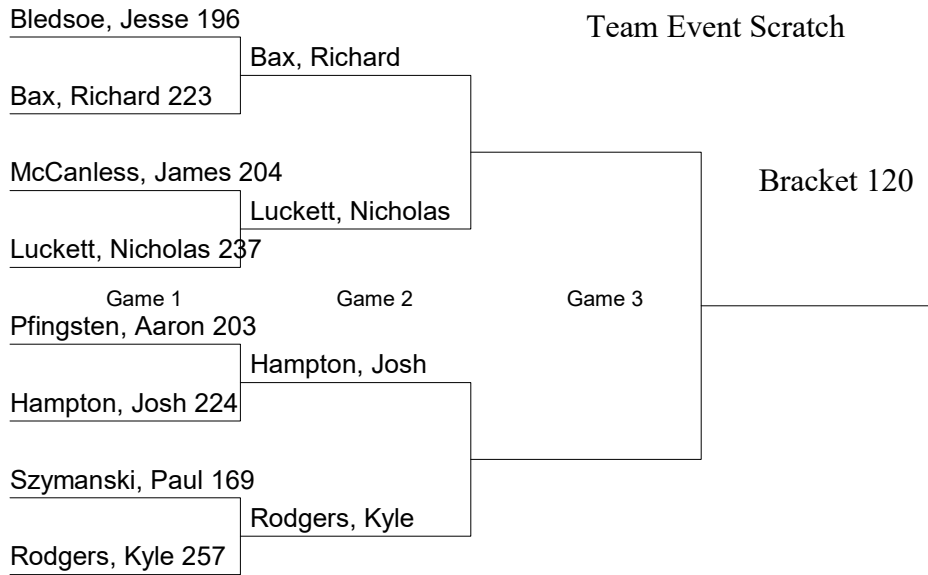 Bledsoe, Jesse 196
Team Event Scratch
Bax, Richard
Bax, Richard 223
McCanless, James 204
Bracket 120
Luckett, Nicholas
Luckett, Nicholas 237
Game 1
Game 2
Game 3
Pfingsten, Aaron 203
Hampton, Josh
Hampton, Josh 224
Szymanski, Paul 169
Rodgers, Kyle
Rodgers, Kyle 257